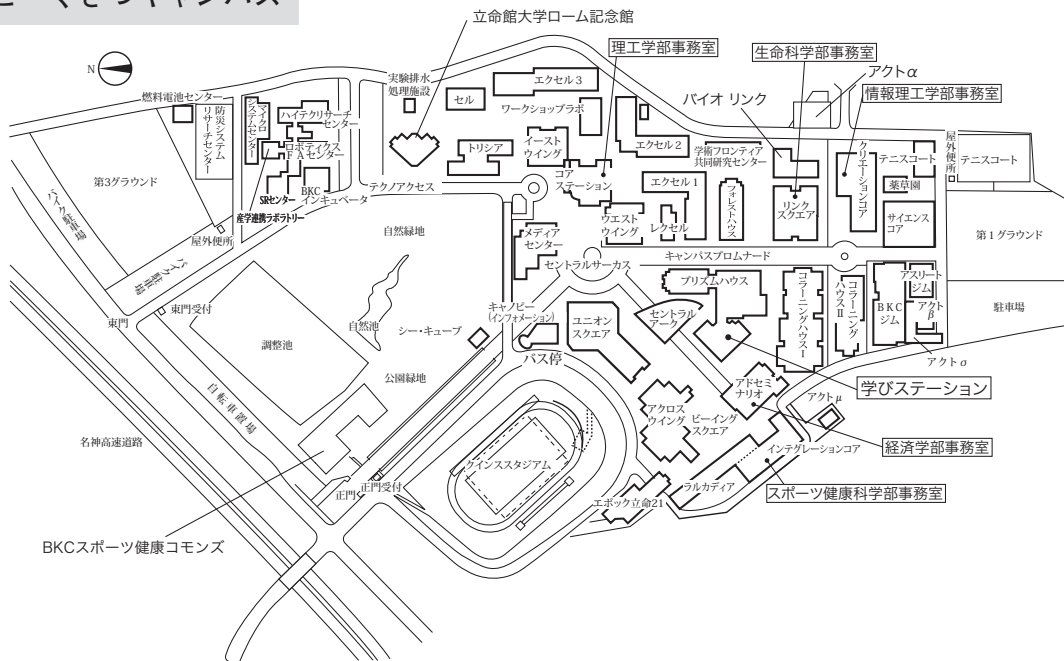 びわこ・くさつキャンパス
立命館大学ローム記念館
理工学部事務室
生命科学部事務室
アクトα
情報理工学部事務室
バイオ リンク
N
実験排水
処理施設
セル
エクセル3
ワークショップラボ
燃料電池センター
防災システム
リサーチセンター
マイクロ
システムセンター
ハイテクリサーチ
センター
ロボティクス
FAセンター
SRセンター
BKC
インキュベータ
産学連携ラボラトリー
テクノアクセス
トリシア
イースト
ウイング
コア
ステーション
エクセル2
学術フロンティア
共同研究センター
エクセル1
フォレストハウス
リンク
スクエア
クリエーションコア
テニスコート
屋外便所
テニスコート
薬草園
サイエンス
コア
第3グラウンド
バイク駐車場
屋外便所
バイク駐車場
自然緑地
メディア
センター
ウエスト
ウイング
レクセル
セントラルサーカス
キャンパスプロムナード
第1グラウンド
駐車場
東門
東門受付
調整池
自然池
シー・キューブ
キャノピー
(インフォメーション)
バス停
ユニオン
スクエア
プリズムハウス
セントラル
アーク
コラーニングハウスⅠ
コラーニング
ハウスⅡ
BKC
ジム
アスリート
ジム
アクト
β
アクトσ
公園緑地
自転車置場
名神高速道路
学びステーション
アドセミ
ナリオ
アクトμ
アクロス
ウイング
ビーイング
スクエア
インテグレーションコア
経済学部事務室
クインススタジアム
ラルカディア
スポーツ健康科学部事務室
エポック立命21
正門
正門受付
BKCスポーツ健康コモンズ